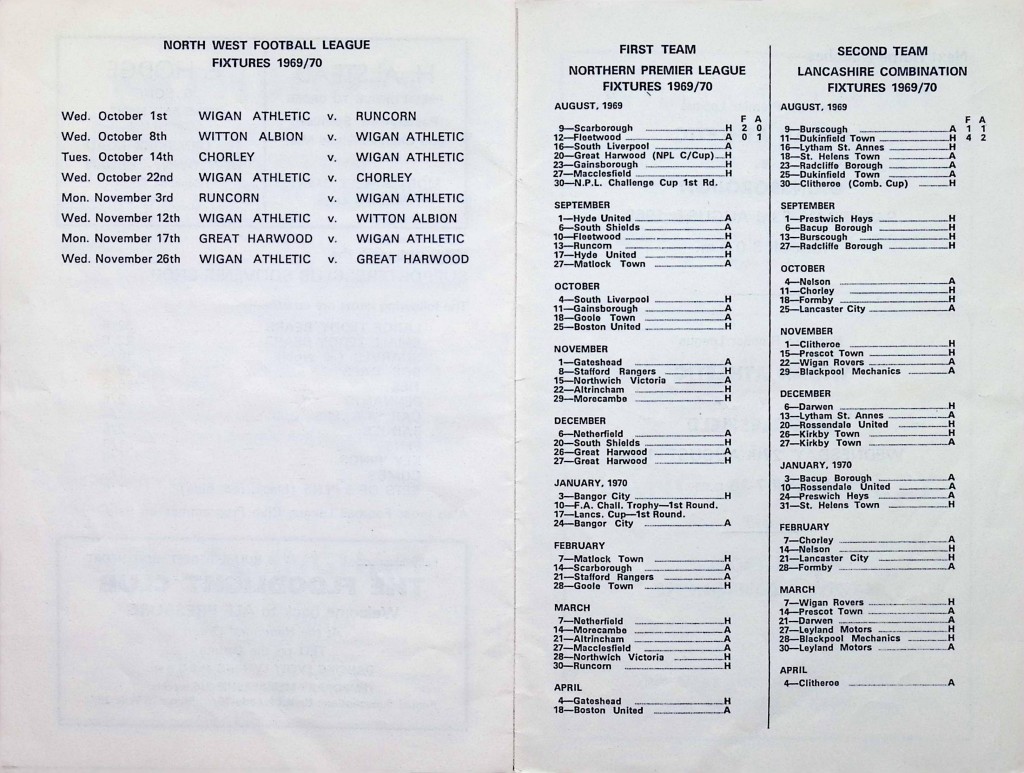 NORTH WEST FOOTBALL LEAGUE
FIXTURES 1969/70
Wed. October 1st WIGAN ATHLETIC v. RUNCORN
Wed. October 8th WITTON ALBION v. WIGAN ATHLETIC
Tues. October 14th CHORLEY v. WIGAN ATHLETIC
Wed. October 22nd WIGAN ATHLETIC v. CHORLEY
Mon. November 3rd RUNCORN v. WIGAN ATHLETIC
Wed. November 12th WIGAN ATHLETIC v. WITTON ALBION
Mon. November 17th GREAT HARWOOD v. WIGAN ATHLETIC
Wed. November 26th WIGAN ATHLETIC v. GREAT HARWOOD
FIRST TEAM
NORTHERN PREMIER LEAGUE
FIXTURES 1969/70
AUGUST, 1969
F A
9—Scarborough H 2 0
12—Fleetwood A 0 1
16—South Liverpool A
20—Great Harwood (NPL C/Cup) H
23—Gainsborough H
27—Macclesfield H
30—N.P.L. Challenge Cup 1st Rd.
SEPTEMBER
1—Hyde United A
6—South Shields A
10—Fleetwood H
13—Runcorn A
17—Hyde United H
27—Matlock Town A
OCTOBER
4—South Liverpool H
11—Gainsborough A
18—Goole Town A
25—Boston United H
NOVEMBER
1—Gateshead A
8—Stafford Rangers H
15—Northwich Victoria A
22—Altrincham H
29—Morecambe H
DECEMBER
6—Netherfield A
20—South Shields H
26—Great Harwood A
27—Great Harwood H
JANUARY, 1970
3—Bangor City H
10—F.A. Chall. Trophy—1st Round.
17—Lancs. Cup—1st Round.
24—Bangor City A
FEBRUARY
7—Matlock Town H
14—Scarborough A
21—Stafford Rangers A
28—Goole Town H
MARCH
7—Netherfield H
14—Morecambe A
21—Altrincham A
27—Macclesfield A
28—Northwich Victoria H
30—Runcorn H
APRIL
4—Gateshead H
18—Boston United A
SECOND TEAM
LANCASHIRE COMBINATION
FIXTURES 1969/70
AUGUST, 1969
F A
9—Burscough A 1 1
11—Dukinfield Town H 4 2
16—Lytham St. Annes H
18—St. Helens Town A
23—Radcliffe Borough A
25—Dukinfield Town A
30—Clitheroe (Comb. Cup) H
SEPTEMBER
1—Prestwich Heys H
6—Bacup Borough H
13—Burscough H
27—Radcliffe Borough H
OCTOBER
4—Nelson A
11—Chorley H
18—Formby H
25—Lancaster City A
NOVEMBER
1—Clitheroe H
15—Prescot Town H
22—Wigan Rovers A
29—Blackpool Mechanics A
DECEMBER
6—Darwen H
13—Lytham St. Annes A
20—Rossendale United H
26—Kirkby Town H
27—Kirkby Town A
JANUARY, 1970
3—Bacup Borough A
10—Rossendale United A
24—Preswich Heys A
31—St. Helens Town H
FEBRUARY
7—Chorley A
14—Nelson H
21—Lancaster City H
28—Formby A
MARCH
7—Wigan Rovers H
14—Prescot Town A
21—Darwen A
27—Leyland Motors H
28—Blackpool Mechanics H
30—Leyland Motors A
APRIL
4—Clitheroe A